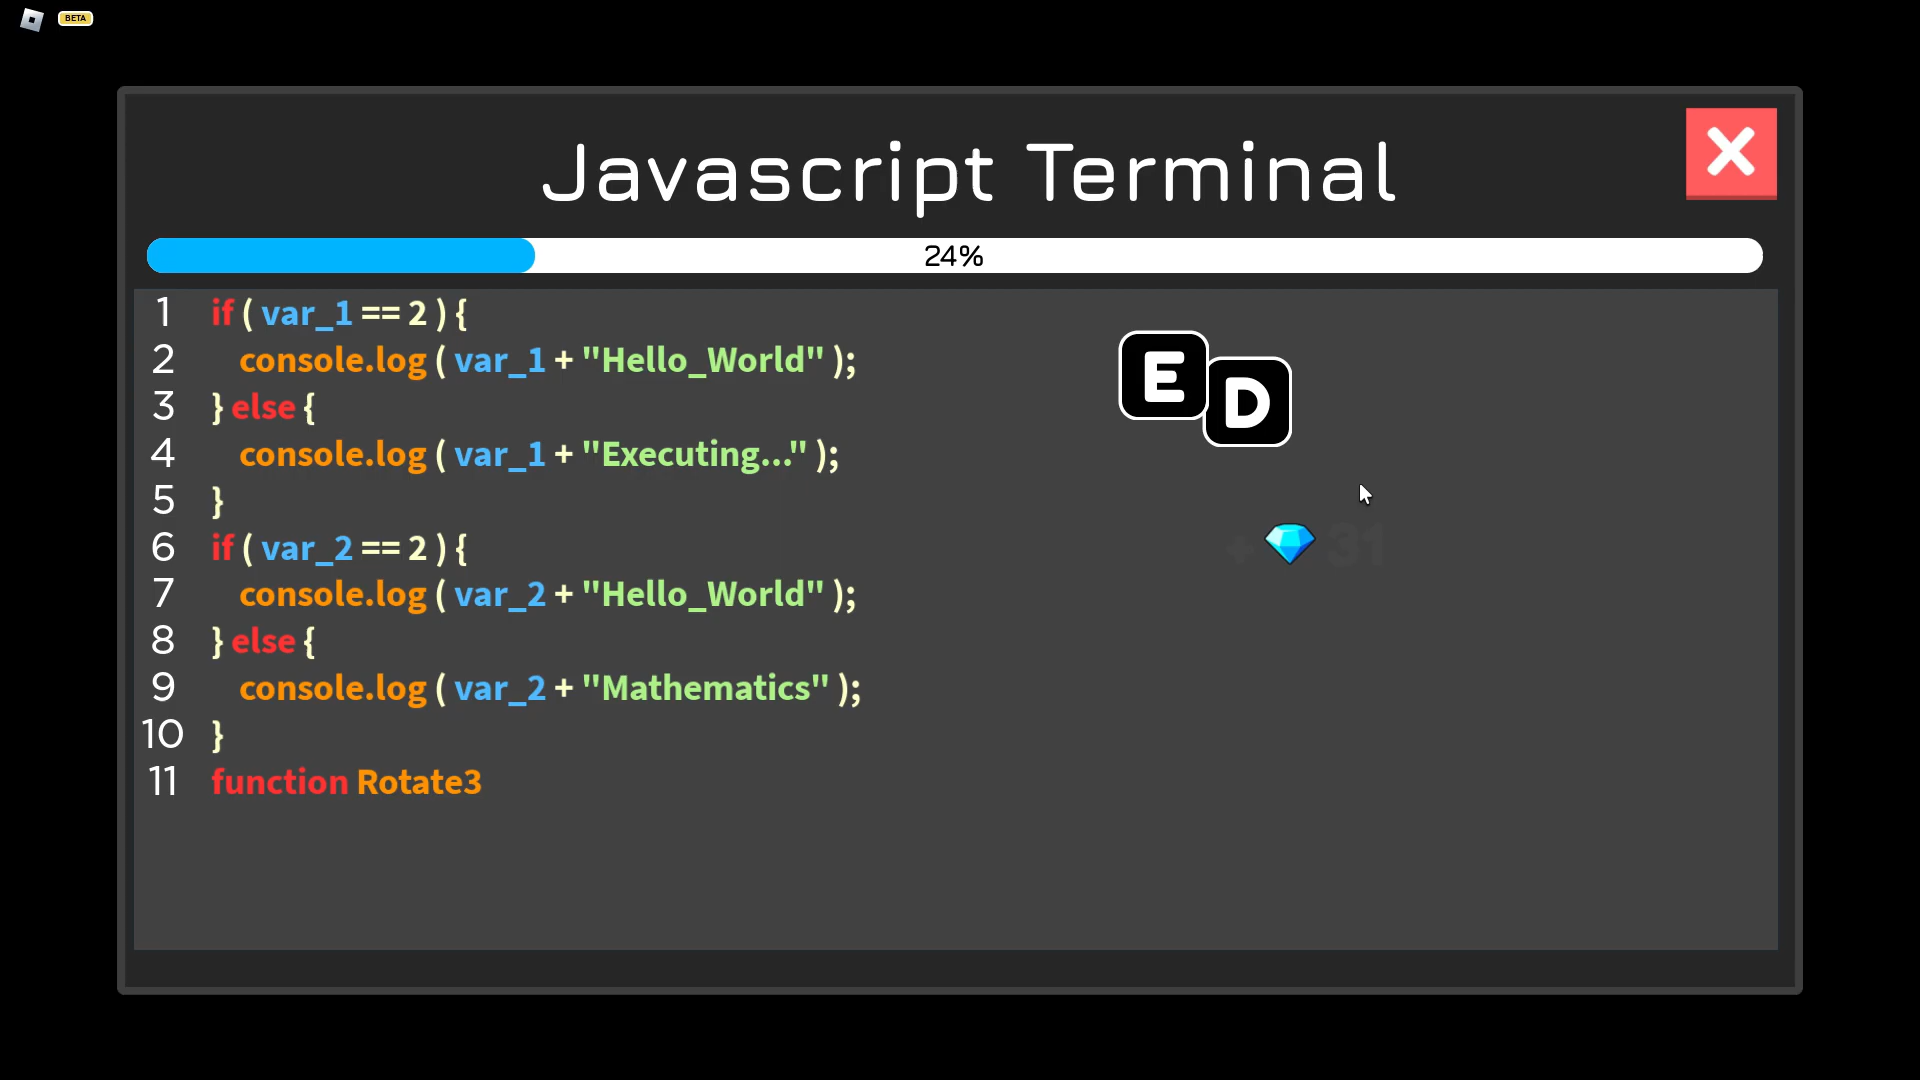 BETA
Javascript Terminal
24%
1 if ( var_1 == 2 ) {
2 console.log ( var_1 + "Hello_World" );
3 } else {
4 console.log ( var_1 + "Executing..." );
5 }
6 if ( var_2 == 2 ) {
7 console.log ( var_2 + "Hello_World" );
8 } else {
9 console.log ( var_2 + "Mathematics" );
10 }
11 function Rotate3
E
D
+ 31